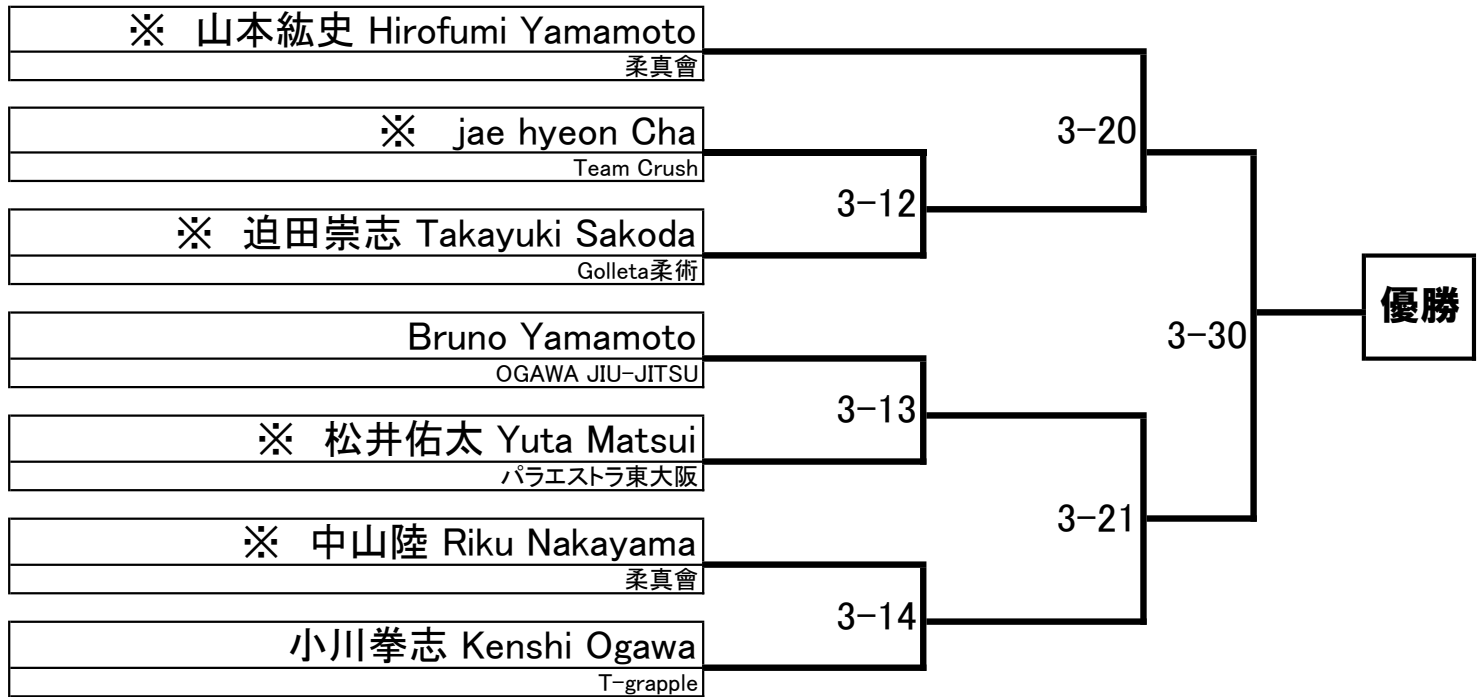 ※ 山本紘史 Hirofumi Yamamoto
柔真會
※ jae hyeon Cha
Team Crush
※ 迫田崇志 Takayuki Sakoda
Golleta柔術
Bruno Yamamoto
OGAWA JIU-JITSU
※ 松井佑太 Yuta Matsui
パラエストラ東大阪
※ 中山陸 Riku Nakayama
柔真會
小川拳志 Kenshi Ogawa
T-grapple
3-12
3-13
3-14
3-20
3-21
3-30
優勝